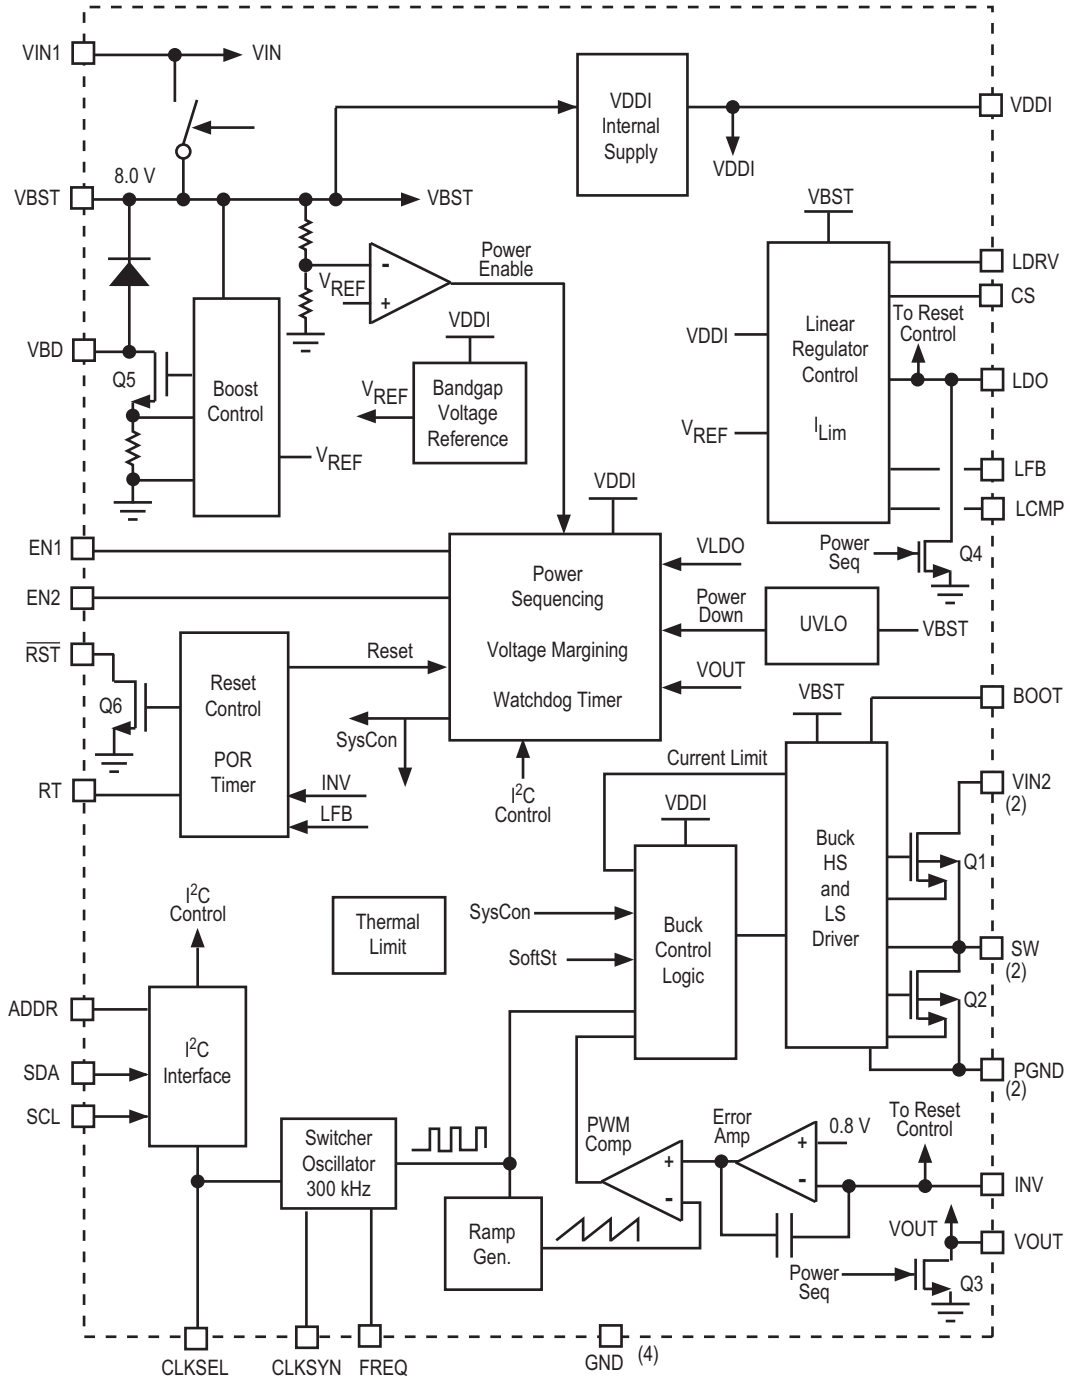 VIN1
VIN
VDDI
Internal
Supply
VDDI
VDDI
8.0 V
VBST
VBST
VBST
Power
Enable
-
+
VREF
LDRV
CS
To Reset
Control
VDDI
Linear
Regulator
Control
ILim
VDDI
VREF
LDO
LFB
LCMP
VBD
Q5
Boost
Control
VREF
VREF
Bandgap
Voltage
Reference
VDDI
Power
Seq
Q4
EN1
EN2
Power
Sequencing
Voltage Margining
Watchdog Timer
VLDO
Power
Down
UVLO
VBST
VOUT
RST
Q6
Reset
Control
POR
Timer
Reset
SysCon
INV
LFB
RT
I2C
Control
VBST
BOOT
Current Limit
VDDI
VIN2
(2)
Buck
HS
and
LS
Driver
Q1
I2C
Control
Thermal
Limit
SysCon
SoftSt
Buck
Control
Logic
SW
(2)
Q2
ADDR
SDA
SCL
I2C
Interface
PGND
(2)
Switcher
Oscillator
300 kHz
PWM
Comp
Error
Amp
+
-
+
-
0.8 V
To Reset
Control
INV
Ramp
Gen.
VOUT
VOUT
Power
Seq
Q3
CLKSEL
CLKSYN
FREQ
GND
(4)